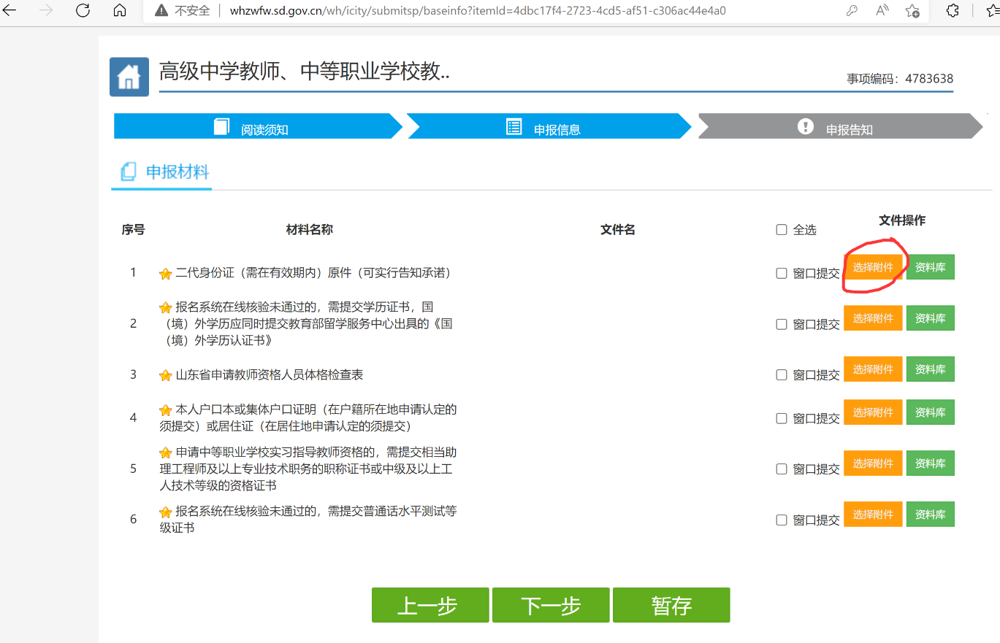 不安全
whzwfw.sd.gov.cn/wh/icity/submitsp/baseinfo?itemId=4dbc17f4-2723-4cd5-af51-c306ac44e4a0
高级中学教师、中等职业学校教..
事项编码：4783638
阅读须知
申报信息
申报告知
申报材料
序号 材料名称 文件名 全选 文件操作
1 二代身份证（需在有效期内）原件（可实行告知承诺） 窗口提交 选择附件 资料库
2 报名系统在线核验未通过的，需提交学历证书，国
（境）外学历应同时提交教育部留学服务中心出具的《国
（境）外学历认证书》
窗口提交 选择附件 资料库
3 山东省申请教师资格人员体格检查表 窗口提交 选择附件 资料库
4 本人户口本或集体户口证明（在户籍所在地申请认定的
须提交）或居住证（在居住地申请认定的须提交）
窗口提交 选择附件 资料库
5 申请中等职业学校实习指导教师资格的，需提交相当助
理工程师及以上专业技术职务的职称证书或中级及以上工
人技术等级的资格证书
窗口提交 选择附件 资料库
6 报名系统在线核验未通过的，需提交普通话水平测试等
级证书
窗口提交 选择附件 资料库
上一步 下一步 暂存